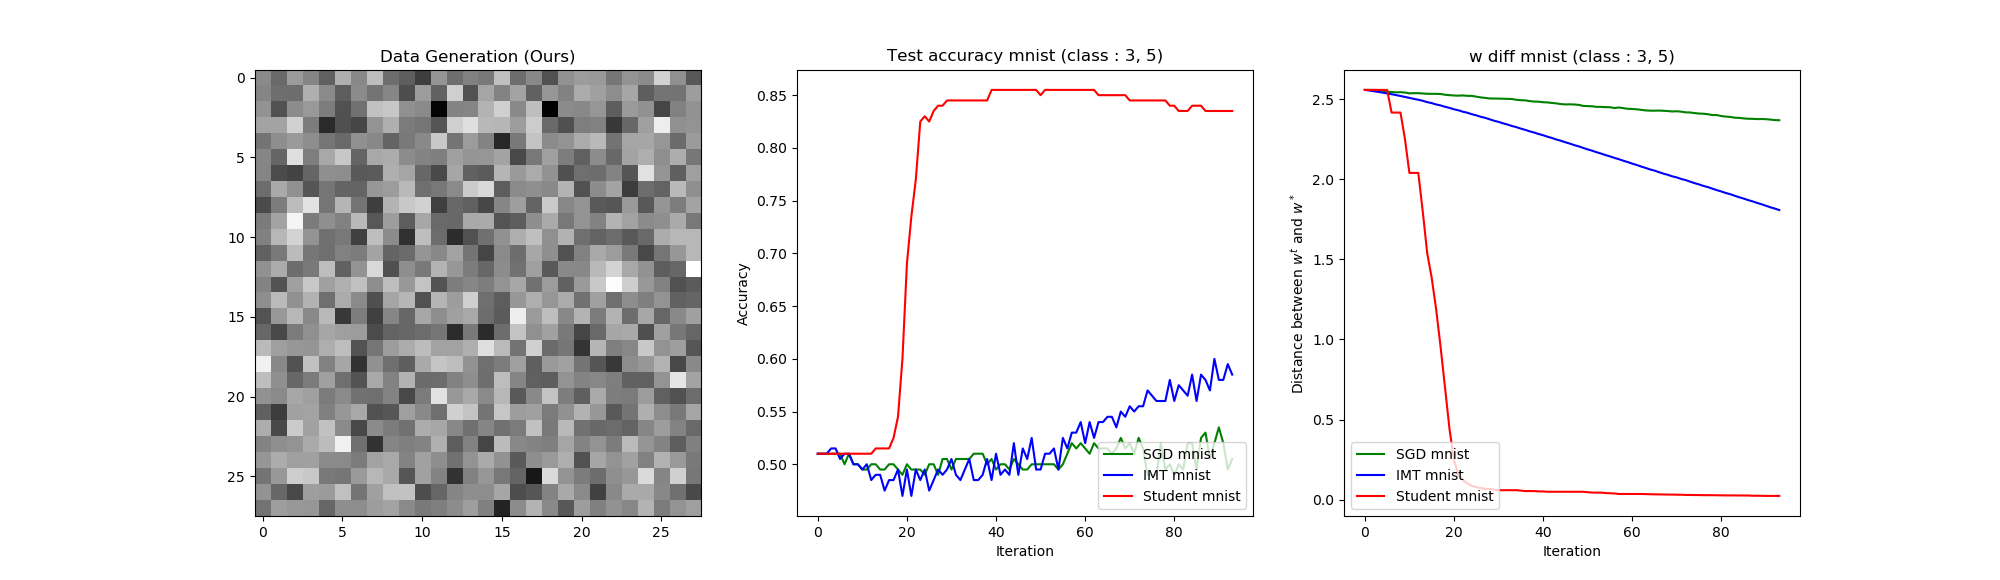 Data Generation (Ours)
0
5
10
15
20
25
0 5 10 15 20 25
Test accuracy mnist (class : 3, 5)
Accuracy
0.85
0.80
0.75
0.70
0.65
0.60
0.55
0.50
0 20 40 60 80
Iteration
SGD mnist
IMT mnist
Student mnist
w diff mnist (class : 3, 5)
Distance between w^t and w^*
2.5
2.0
1.5
1.0
0.5
0.0
0 20 40 60 80
Iteration
SGD mnist
IMT mnist
Student mnist